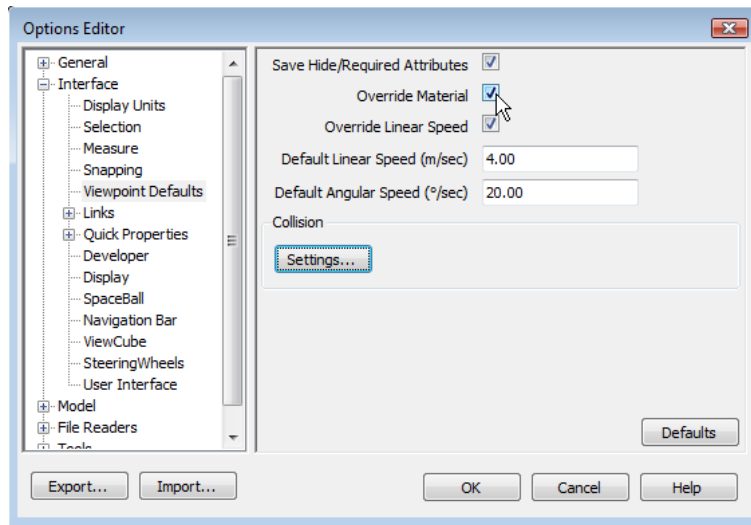 Options Editor
General
Interface
Display Units
Selection
Measure
Snapping
Viewpoint Defaults
Links
Quick Properties
Developer
Display
SpaceBall
Navigation Bar
ViewCube
SteeringWheels
User Interface
Model
File Readers
Tools
Save Hide/Required Attributes
Override Material
Override Linear Speed
Default Linear Speed (m/sec) 4.00
Default Angular Speed (°/sec) 20.00
Collision
Settings...
Defaults
Export... Import... OK Cancel Help